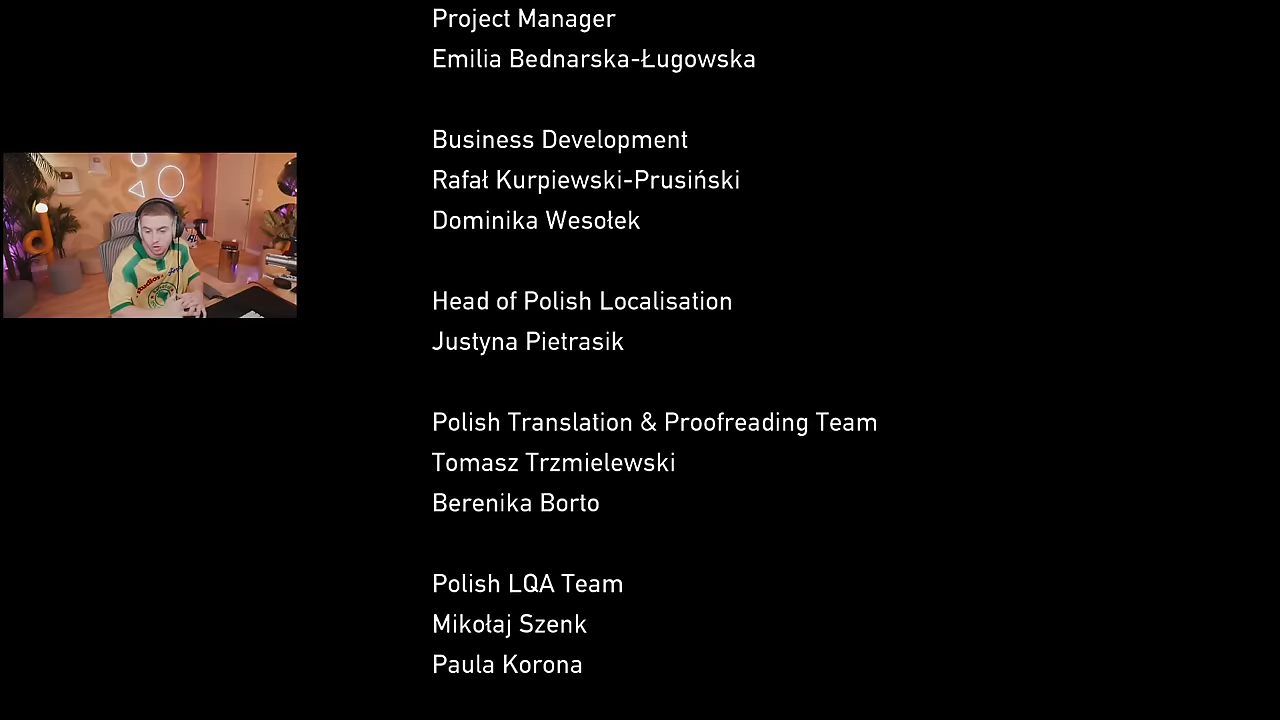 Project Manager
Emilia Bednarska-Ługowska
Business Development
Rafał Kurpiewski-Prusiński
Dominika Wesołek
Head of Polish Localisation
Justyna Pietrasik
Polish Translation & Proofreading Team
Tomasz Trzmielewski
Berenika Borto
Polish LQA Team
Mikołaj Szenk
Paula Korona